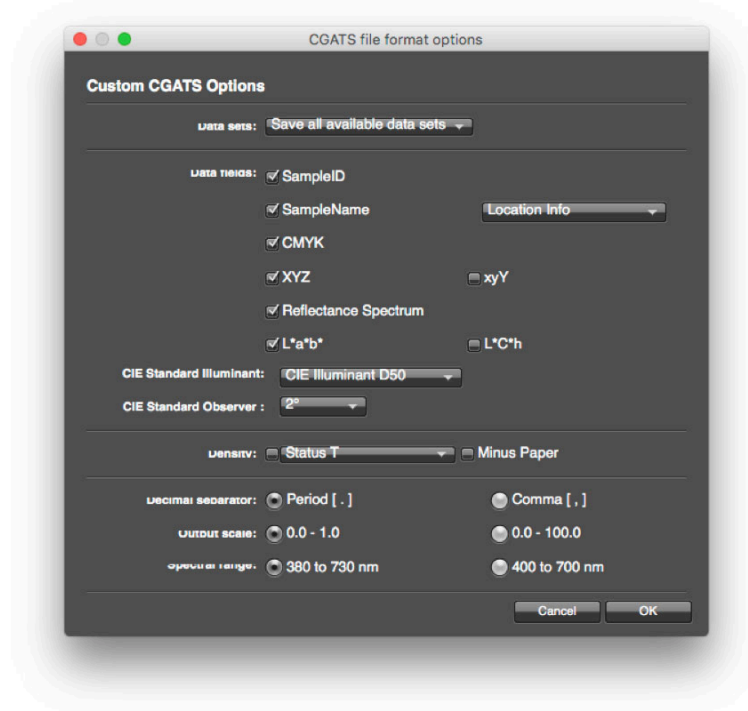 CGATS file format options
Custom CGATS Options
Data sets: Save all available data sets
Data fields: SampleID
SampleName Location Info
CMYK
XYZ xyY
Reflectance Spectrum
L*a*b* L*C*h
CIE Standard Illuminant: CIE Illuminant D50
CIE Standard Observer : 2°
Density: Status T Minus Paper
Decimal separator: Period [ . ] Comma [ , ]
Output scale: 0.0 - 1.0 0.0 - 100.0
Spectral range: 380 to 730 nm 400 to 700 nm
Cancel OK